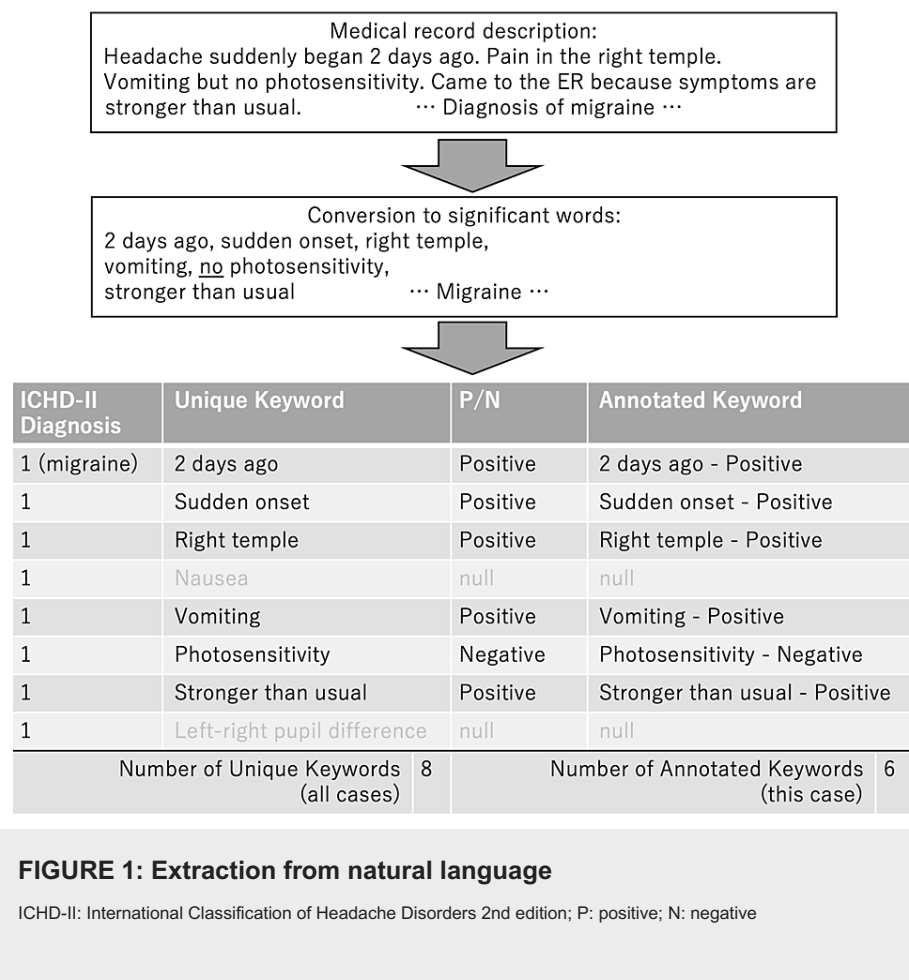 Medical record description:
Headache suddenly began 2 days ago. Pain in the right temple.
Vomiting but no photosensitivity. Came to the ER because symptoms are
stronger than usual. ··· Diagnosis of migraine ···
Conversion to significant words:
2 days ago, sudden onset, right temple,
vomiting, no photosensitivity,
stronger than usual ··· Migraine ···
ICHD-II Diagnosis Unique Keyword P/N Annotated Keyword
1 (migraine) 2 days ago Positive 2 days ago - Positive
1 Sudden onset Positive Sudden onset - Positive
1 Right temple Positive Right temple - Positive
1 Nausea null null
1 Vomiting Positive Vomiting - Positive
1 Photosensitivity Negative Photosensitivity - Negative
1 Stronger than usual Positive Stronger than usual - Positive
1 Left-right pupil difference null null
Number of Unique Keywords 8 Number of Annotated Keywords 6
(all cases) (this case)
FIGURE 1: Extraction from natural language
ICHD-II: International Classification of Headache Disorders 2nd edition; P: positive; N: negative